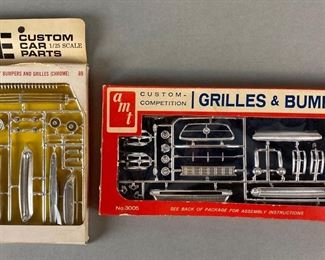 CUSTOM
CAR
PARTS
1/25 SCALE
BUMPERS AND GRILLES (CHROME)
amt
CUSTOM-
COMPETITION
GRILLES & BUMP
No. 3005
SEE BACK OF PACKAGE FOR ASSEMBLY INSTRUCTIONS